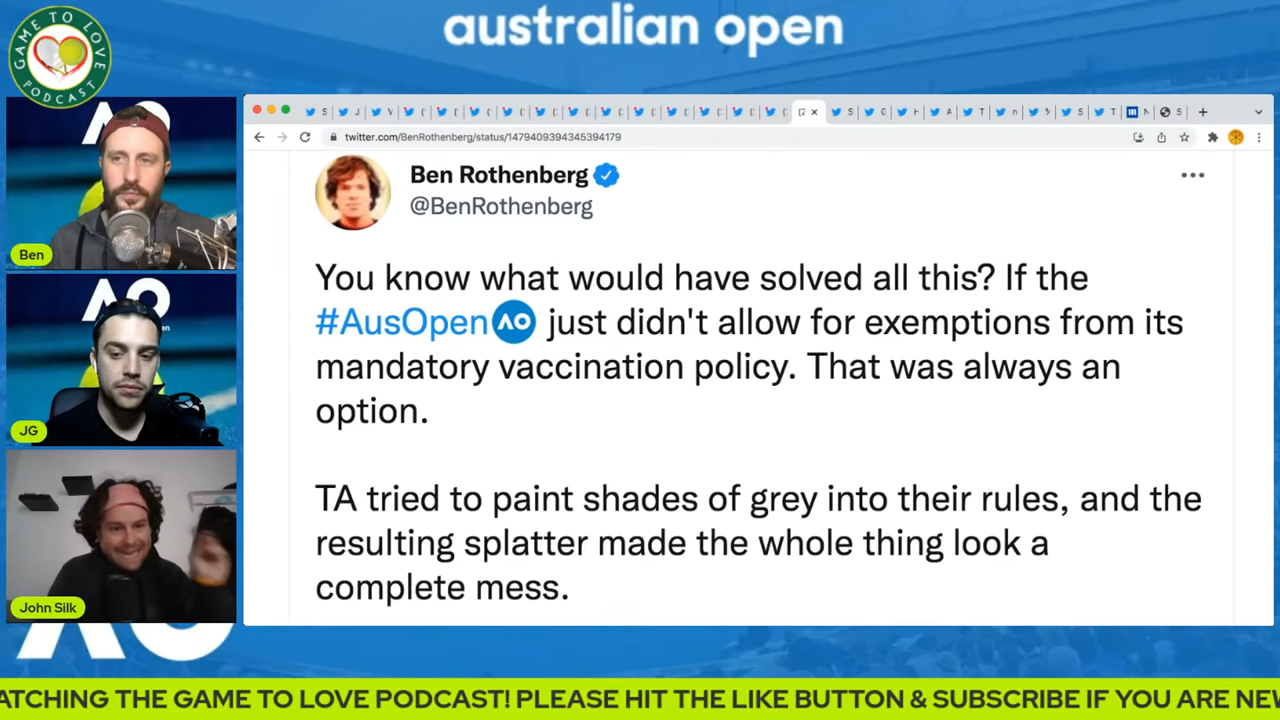 australian open
GAME TO LOVE
PODCAST
twitter.com/BenRothenberg/status/1479409394345394179
Ben Rothenberg
@BenRothenberg
You know what would have solved all this? If the
#AusOpen AO just didn't allow for exemptions from its
mandatory vaccination policy. That was always an
option.
TA tried to paint shades of grey into their rules, and the
resulting splatter made the whole thing look a
complete mess.
Ben
JG
John Silk
AO
ATCHING THE GAME TO LOVE PODCAST! PLEASE HIT THE LIKE BUTTON & SUBSCRIBE IF YOU ARE NEW